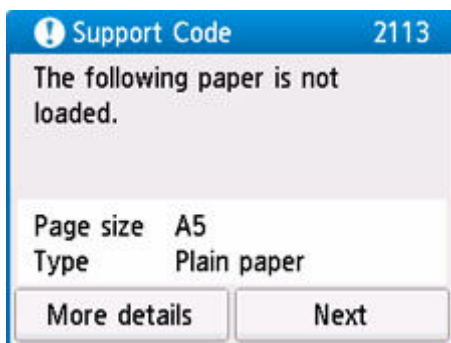 Support Code 2113
The following paper is not
loaded.
Page size A5
Type Plain paper
More details Next